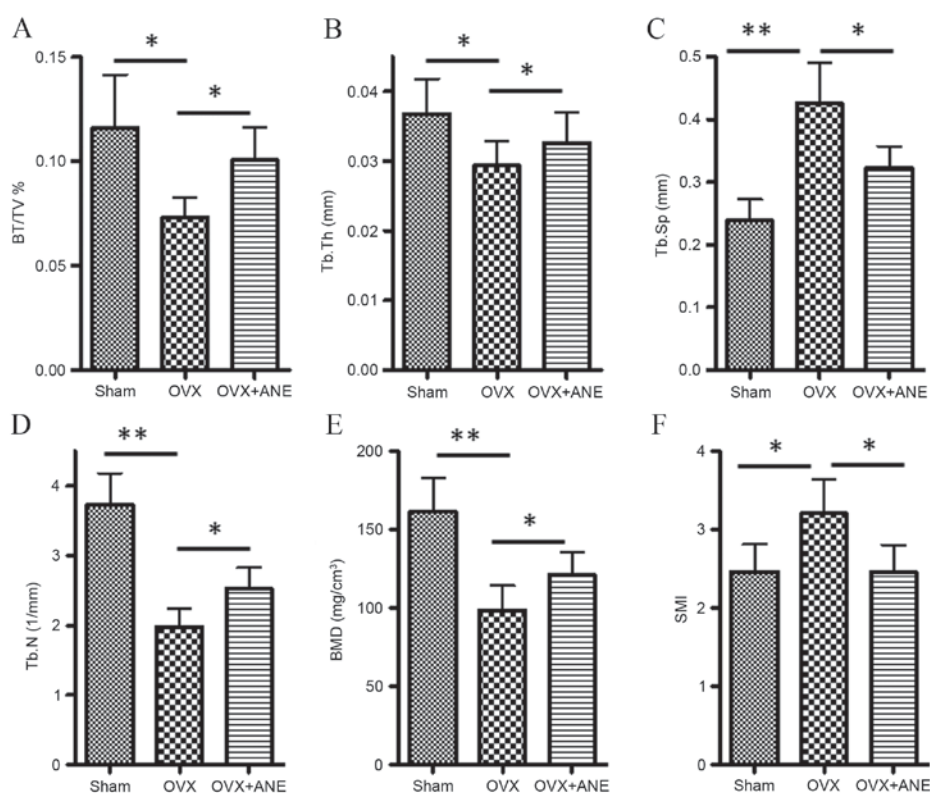 A
BT/TV %
0.15
0.10
0.05
0.00
*
*
Sham OVX OVX+ANE
B
Tb.Th (mm)
0.04
0.03
0.02
0.01
0.00
*
*
Sham OVX OVX+ANE
C
Tb.Sp (mm)
0.5
0.4
0.3
0.2
0.1
0.0
** *
Sham OVX OVX+ANE
D
Tb.N (1/mm)
4
3
2
1
0
**
*
Sham OVX OVX+ANE
E
BMD (mg/cm³)
200
150
100
50
0
**
*
Sham OVX OVX+ANE
F
SMI
4
3
2
1
0
* *
Sham OVX OVX+ANE